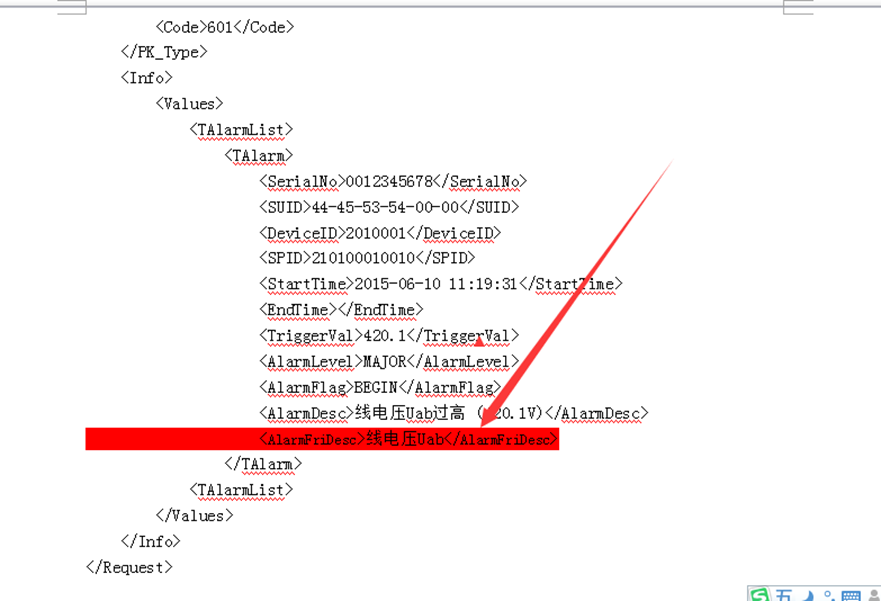 <Code>601</Code>
</PK_Type>
<Info>
<Values>
<TAlarmList>
<TAlarm>
<SerialNo>0012345678</SerialNo>
<SUID>44-45-53-54-00-00</SUID>
<DeviceID>2010001</DeviceID>
<SPID>210100010010</SPID>
<StartTime>2015-06-10 11:19:31</StartTime>
<EndTime></EndTime>
<TriggerVal>420.1</TriggerVal>
<AlarmLevel>MAJOR</AlarmLevel>
<AlarmFlag>BEGIN</AlarmFlag>
<AlarmDesc>线电压Uab过高（420.1V)</AlarmDesc>
<AlarmFriDesc>线电压Uab</AlarmFriDesc>
</TAlarm>
<TAlarmList>
</Values>
</Info>
</Request>
五